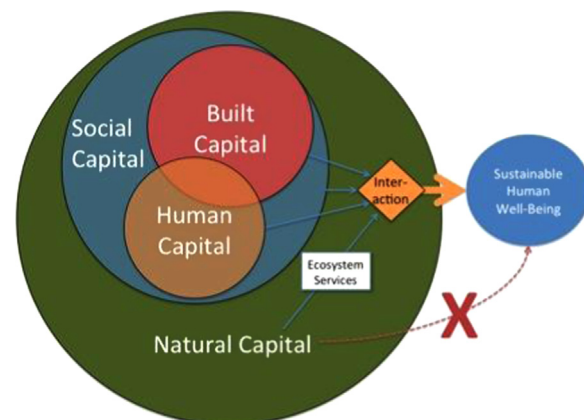 Social
Capital
Built
Capital
Human
Capital
Natural Capital
Ecosystem
Services
Inter-
action
X
Sustainable
Human
Well-Being